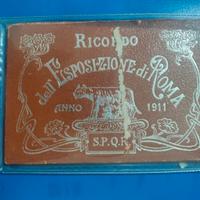 RICORDO
dell'ESPOSIZIONE di ROMA
ANNO 1911
S.P.Q.R.